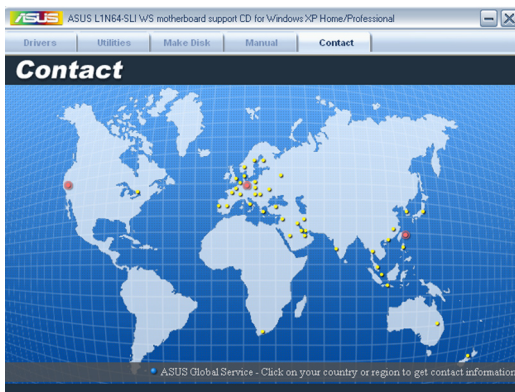 ASUS ASUS L1N64-SLI WS motherboard support CD for Windows XP Home/Professional
Drivers Utilities Make Disk Manual Contact
Contact
ASUS Global Service - Click on your country or region to get contact information